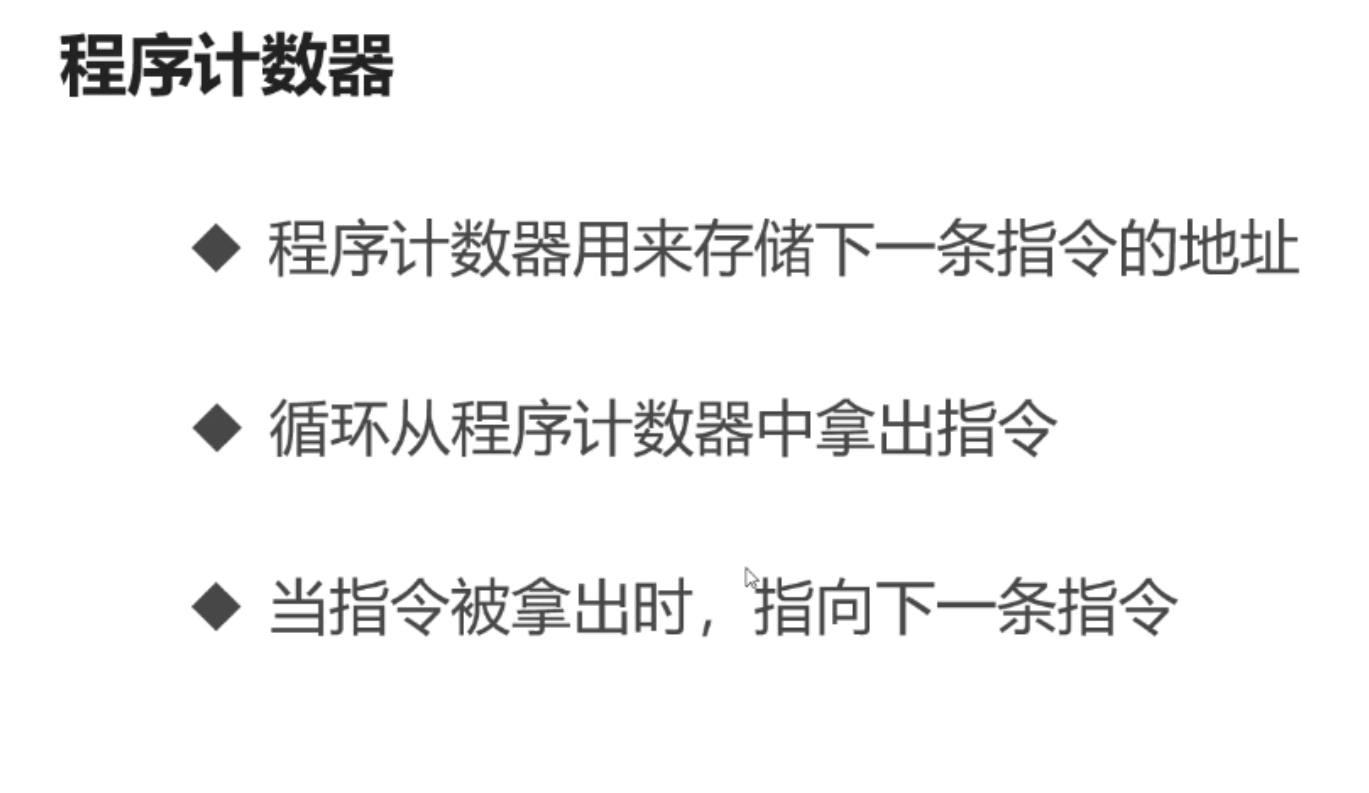 程序计数器
◆ 程序计数器用来存储下一条指令的地址
◆ 循环从程序计数器中拿出指令
◆ 当指令被拿出时，指向下一条指令